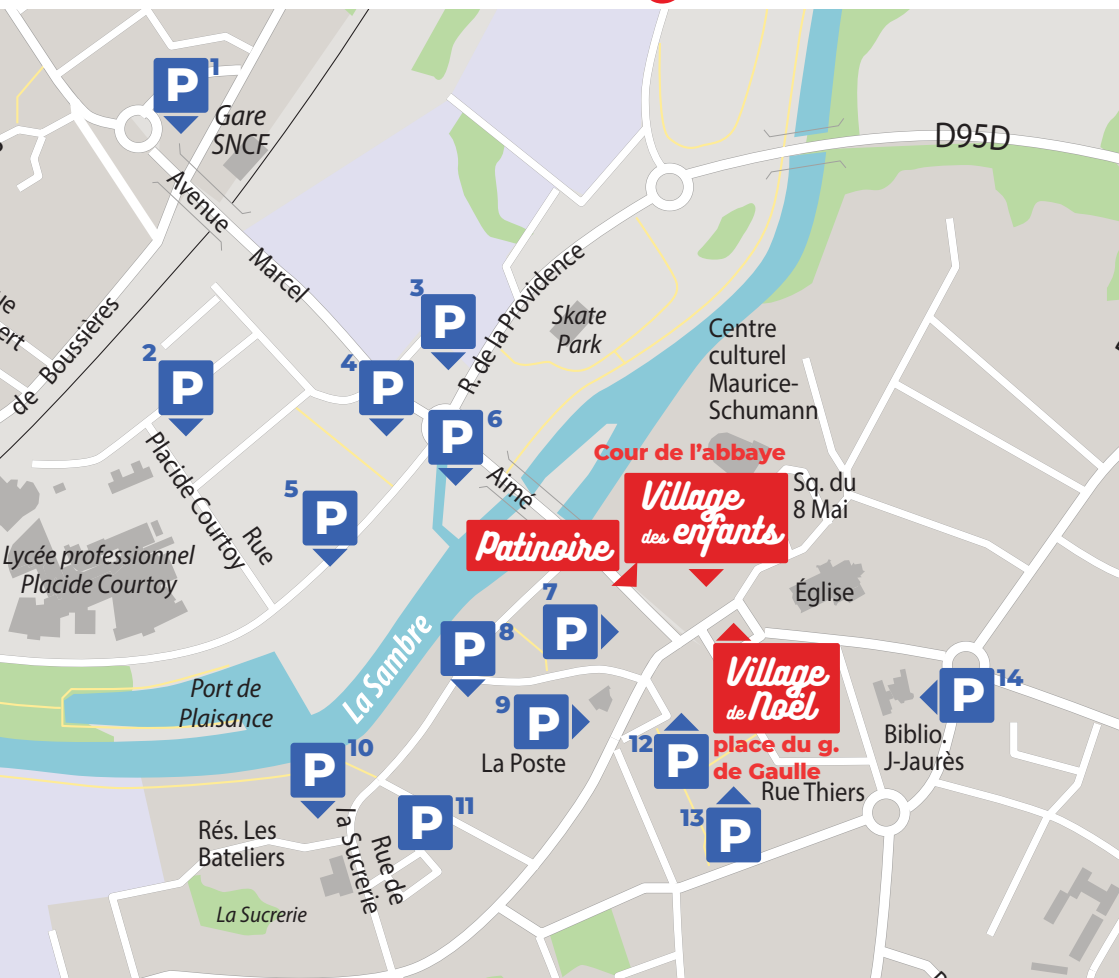 P 1
Gare
SNCF
D95D
Avenue
Marcel
de Boussières
ert
3
P
R. de la Providence
Skate
Park
Centre
culturel
Maurice-
Schumann
2
P
4
P
P 6
Aimé
Cour de l'abbaye
Village
des enfants
Sq. du
8 Mai
Patinoire
Placide Courtoy
Rue
5
P
Lycée professionnel
Placide Courtoy
Église
7
P
P 8
La Sambre
Village
de Noël
place du g.
de Gaulle
Port de
Plaisance
9
P
La Poste
P 14
Biblio.
J-Jaurès
12
P
P 10
Rue Thiers
13
P
P 11
Rés. Les
Bateliers
Rue de
la Sucrerie
La Sucrerie